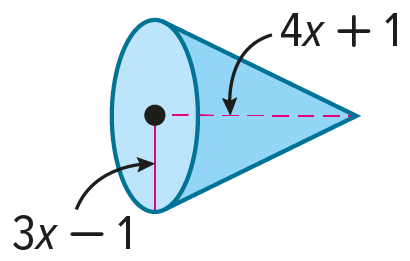 4x + 1
3x − 1